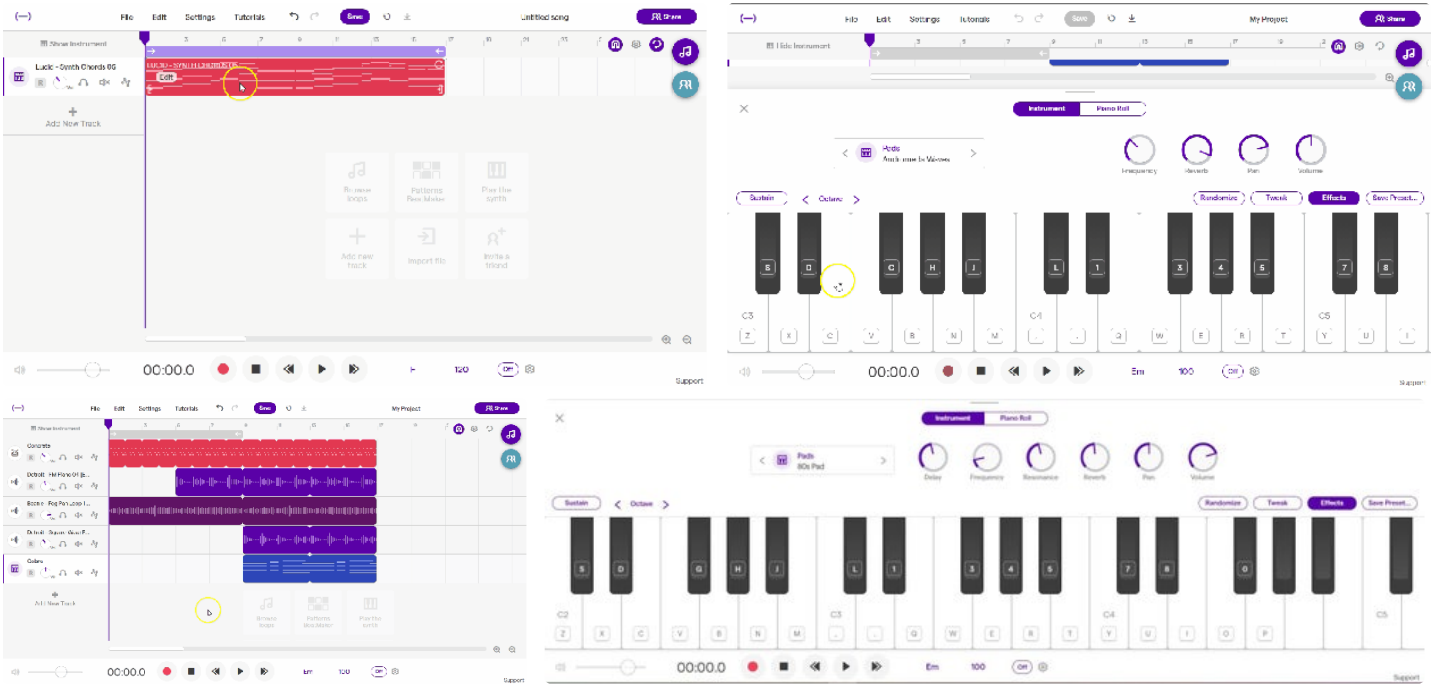 File Edit Settings Tutorials Save Untitled song Share
Show Instrument
Lucid - Synth Chords 05
LUCID - SYNTH CHORDS 05
Edit
R
Add New Track
Browse loops
Patterns Beat Maker
Play the synth
Add new track
Import file
Invite a friend
00:00.0 120 Off
Support
File Edit Settings Tutorials Save My Project Share
Hide Instrument
Instrument Piano Roll
Pads
Frequency Reverb Pan Volume
Sustain Octave Randomize Tweak Effects Save Preset...
S D G H J L 1 3 4 5 7 8
C3 C4 C5
Z X C V B N M , . Q W E R T Y U I
00:00.0 Em 100 Off
Support
File Edit Settings Tutorials Save My Project Share
Show Instrument
Concrete
R
R
R
R
R
Add New Track
Browse loops
Patterns Beat Maker
Play the synth
00:00.0 Em 100 Off
Support
Instrument Piano Roll
Pads
80s Pad
Delay Frequency Resonance Reverb Pan Volume
Sustain Octave Randomize Tweak Effects Save Preset...
S D G H J L 1 3 4 5 7 8 0
C2 C3 C4 C5
Z X C V B N M , . Q W E R T Y U I O P
00:00.0 Em 100 Off
Support